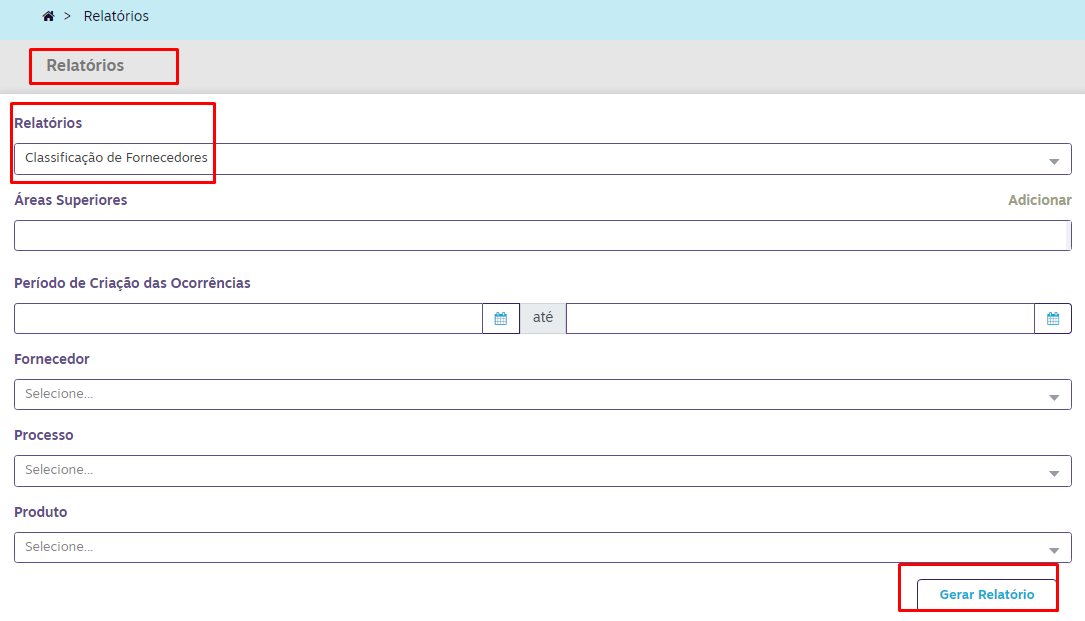 > Relatórios
Relatórios
Relatórios
Classificação de Fornecedores
Áreas Superiores Adicionar
Período de Criação das Ocorrências
até
Fornecedor
Selecione...
Processo
Selecione...
Produto
Selecione...
Gerar Relatório